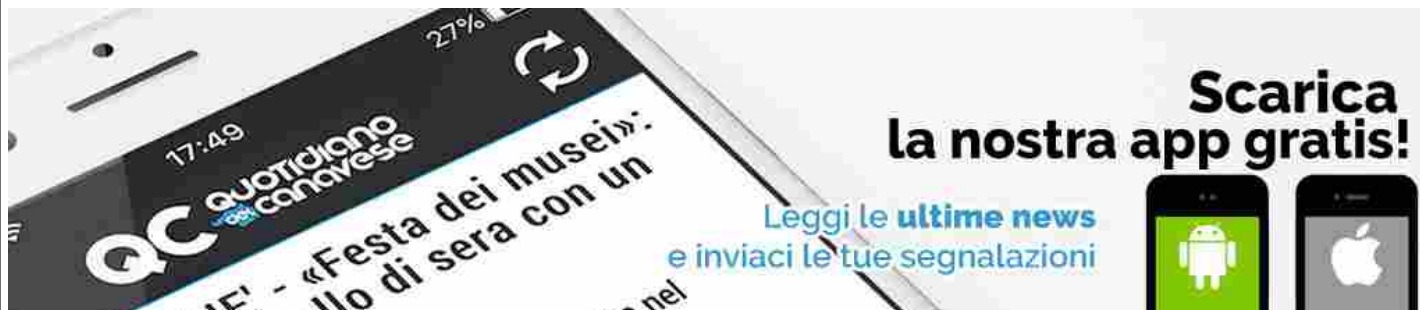 27%
17:49
QC QUOTIDIANO
del
canavese
- «Festa dei musei»:
di sera con un
nel
Scarica
la nostra app gratis!
Leggi le ultime news
e inviaci le tue segnalazioni